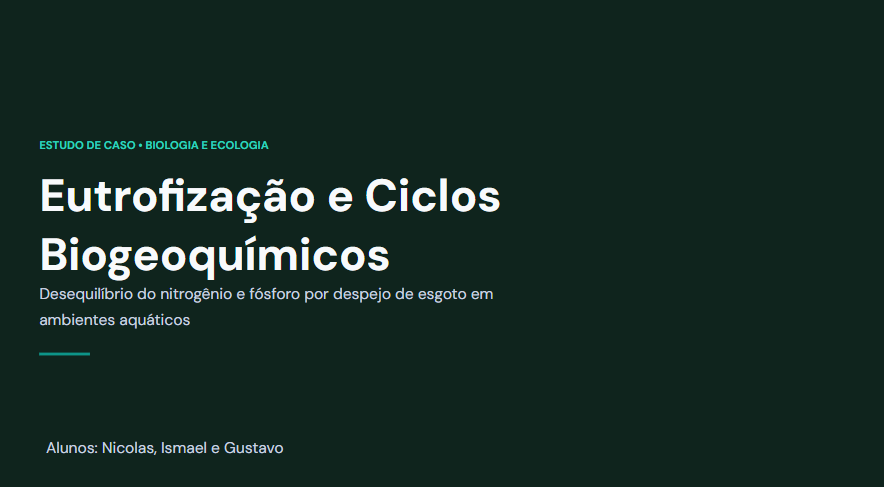 ESTUDO DE CASO • BIOLOGIA E ECOLOGIA
Eutrofização e Ciclos
Biogeoquímicos
Desequilíbrio do nitrogênio e fósforo por despejo de esgoto em
ambientes aquáticos
Alunos: Nicolas, Ismael e Gustavo